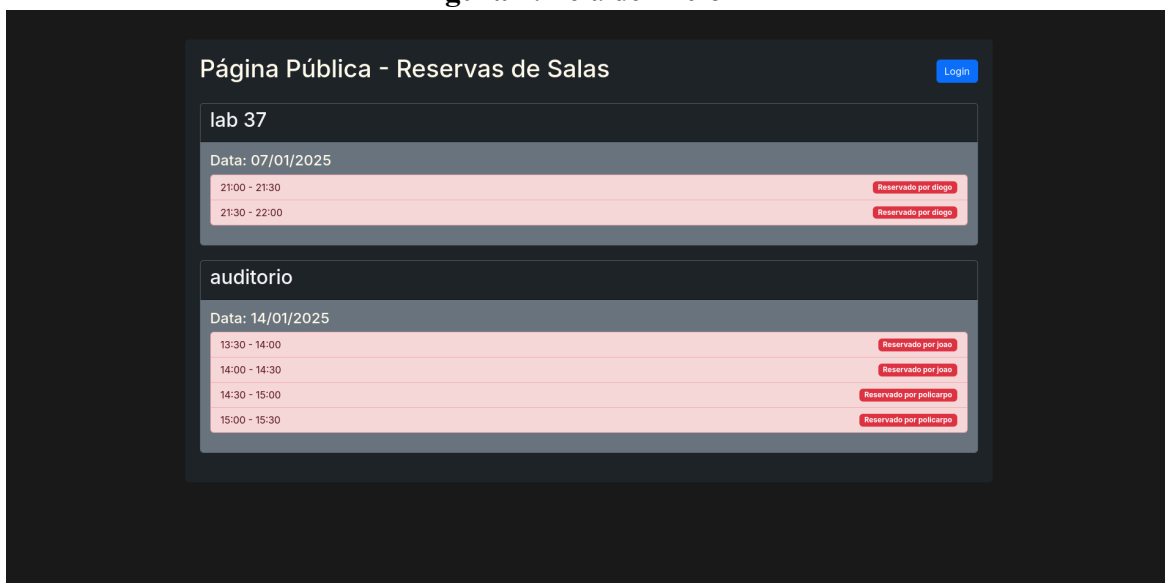 Página Pública - Reservas de Salas
Login
lab 37
Data: 07/01/2025
21:00 - 21:30 Reservado por diogo
21:30 - 22:00 Reservado por diogo
auditorio
Data: 14/01/2025
13:30 - 14:00 Reservado por joao
14:00 - 14:30 Reservado por joao
14:30 - 15:00 Reservado por policarpo
15:00 - 15:30 Reservado por policarpo